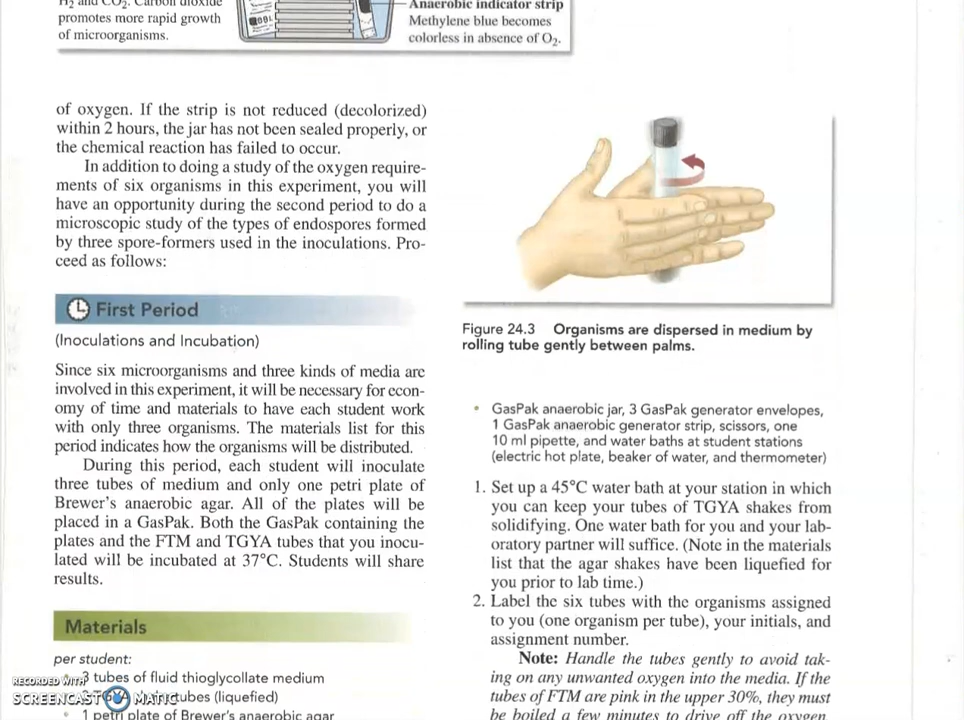 H₂ and CO₂. Carbon dioxide
promotes more rapid growth
of microorganisms.
Anaerobic indicator strip
Methylene blue becomes
colorless in absence of O₂.
of oxygen. If the strip is not reduced (decolorized)
within 2 hours, the jar has not been sealed properly, or
the chemical reaction has failed to occur.
In addition to doing a study of the oxygen require-
ments of six organisms in this experiment, you will
have an opportunity during the second period to do a
microscopic study of the types of endospores formed
by three spore-formers used in the inoculations. Pro-
ceed as follows:
First Period
(Inoculations and Incubation)
Since six microorganisms and three kinds of media are
involved in this experiment, it will be necessary for econ-
omy of time and materials to have each student work
with only three organisms. The materials list for this
period indicates how the organisms will be distributed.
During this period, each student will inoculate
three tubes of medium and only one petri plate of
Brewer's anaerobic agar. All of the plates will be
placed in a GasPak. Both the GasPak containing the
plates and the FTM and TGYA tubes that you inocu-
lated will be incubated at 37°C. Students will share
results.
Materials
per student:
3 tubes of fluid thioglycollate medium
TGYA tubes (liquefied)
• 1 petri plate of Brewer's anaerobic agar
RECORDED WITH
SCREENCAST MATIC
Figure 24.3 Organisms are dispersed in medium by
rolling tube gently between palms.
• GasPak anaerobic jar, 3 GasPak generator envelopes,
1 GasPak anaerobic generator strip, scissors, one
10 ml pipette, and water baths at student stations
(electric hot plate, beaker of water, and thermometer)
1. Set up a 45°C water bath at your station in which
you can keep your tubes of TGYA shakes from
solidifying. One water bath for you and your lab-
oratory partner will suffice. (Note in the materials
list that the agar shakes have been liquefied for
you prior to lab time.)
2. Label the six tubes with the organisms assigned
to you (one organism per tube), your initials, and
assignment number.
Note: Handle the tubes gently to avoid tak-
ing on any unwanted oxygen into the media. If the
tubes of FTM are pink in the upper 30%, they must
be boiled a few minutes to drive off the oxygen